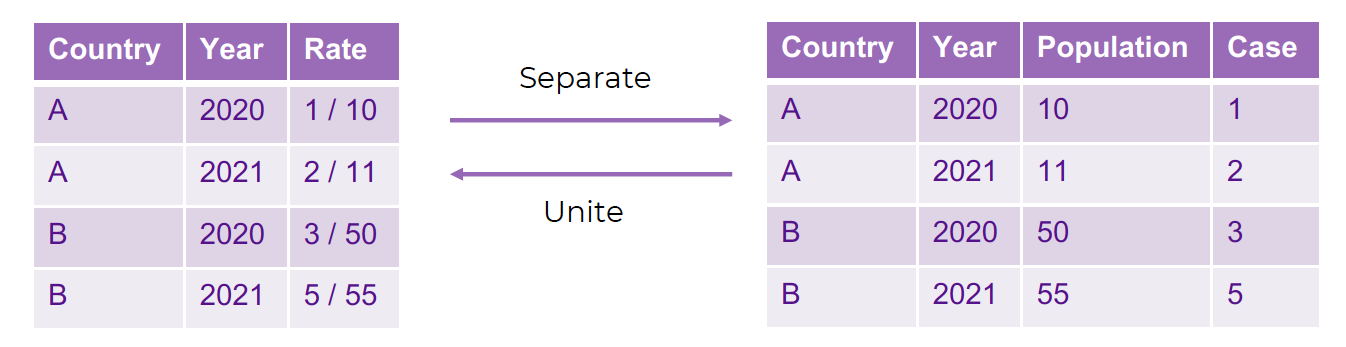 Country Year Rate
A 2020 1 / 10
A 2021 2 / 11
B 2020 3 / 50
B 2021 5 / 55
Separate
Unite
Country Year Population Case
A 2020 10 1
A 2021 11 2
B 2020 50 3
B 2021 55 5